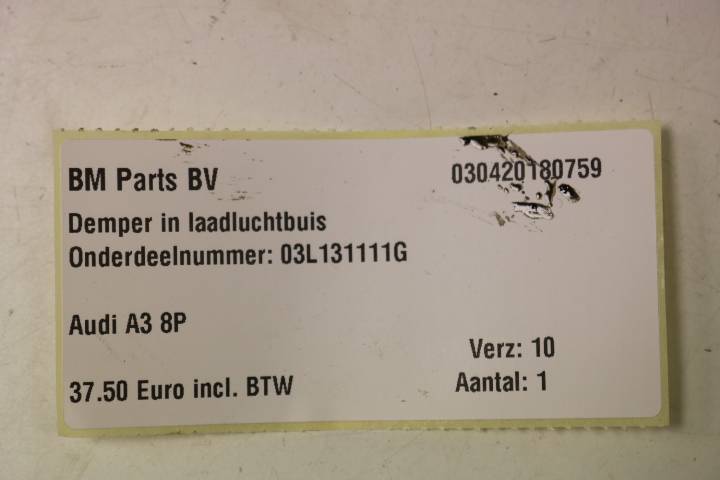 BM Parts BV 030420180759
Demper in laadluchtbuis
Onderdeelnummer: 03L131111G
Audi A3 8P
Verz: 10
37.50 Euro incl. BTW Aantal: 1